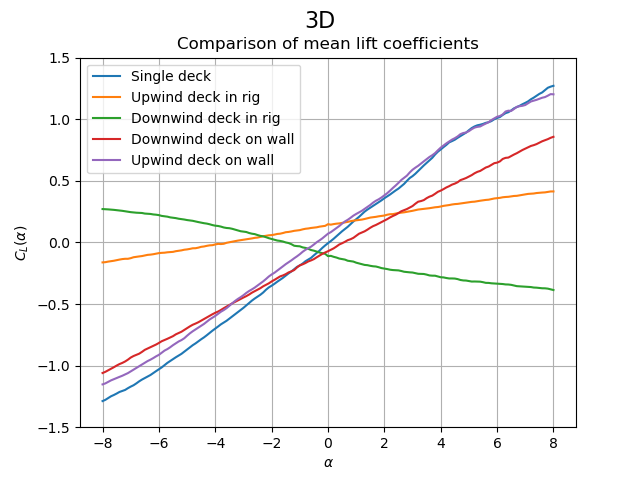 3D
Comparison of mean lift coefficients
Single deck
Upwind deck in rig
Downwind deck in rig
Downwind deck on wall
Upwind deck on wall
1.5
1.0
0.5
0.0
−0.5
−1.0
−1.5
C_L(α)
−8 −6 −4 −2 0 2 4 6 8
α